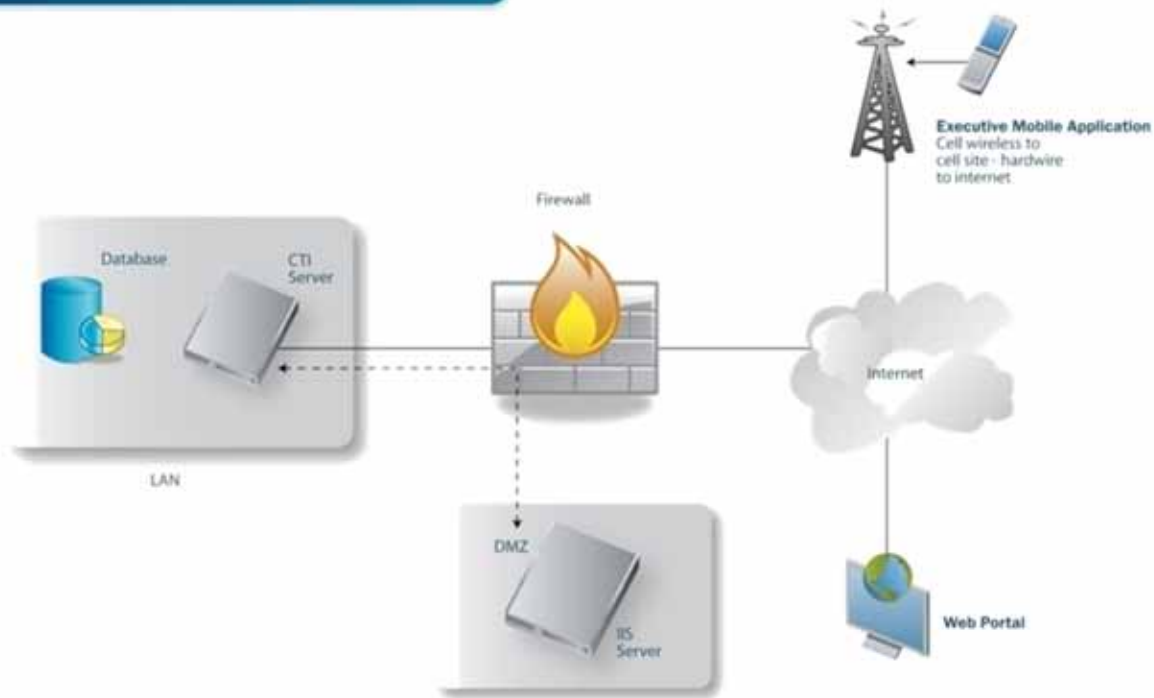 Executive Mobile Application
Cell wireless to
cell site - hardwire
to internet
Firewall
Database
CTI
Server
Internet
LAN
DMZ
IIS
Server
Web Portal